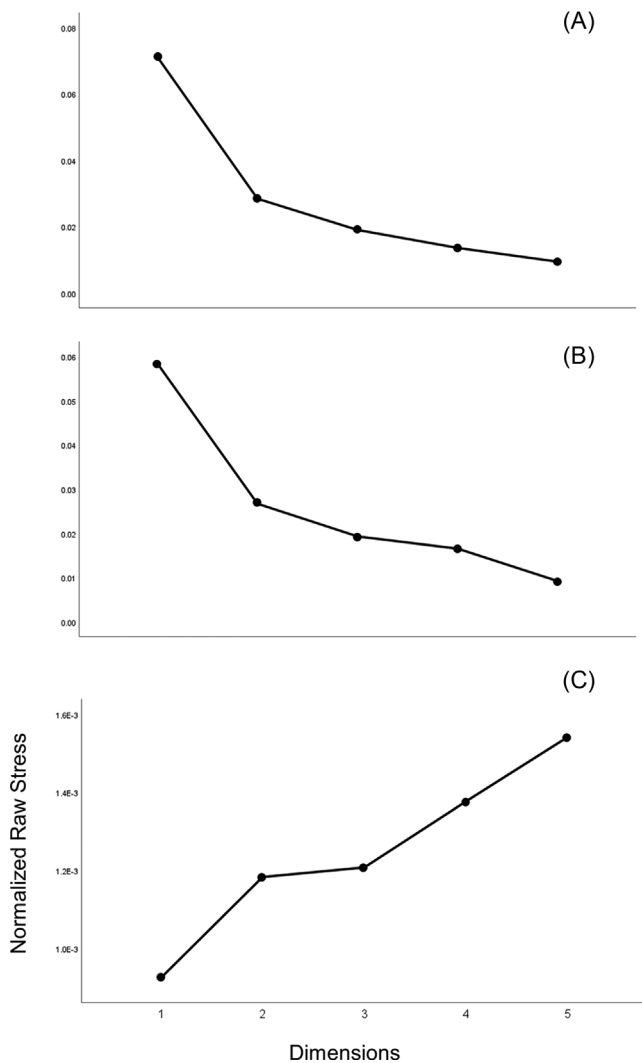 (A)
0.08
0.06
0.04
0.02
0.00
(B)
0.06
0.05
0.04
0.03
0.02
0.01
0.00
(C)
Normalized Raw Stress
1.6E-3
1.4E-3
1.2E-3
1.0E-3
1 2 3 4 5
Dimensions